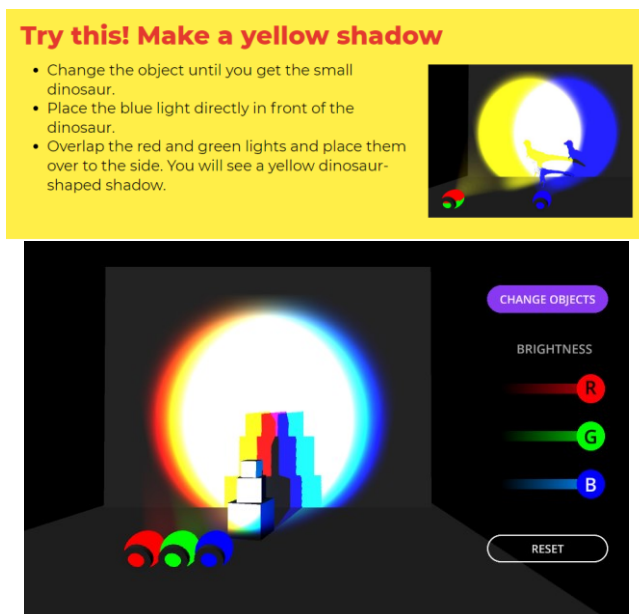 Try this! Make a yellow shadow
• Change the object until you get the small
dinosaur.
• Place the blue light directly in front of the
dinosaur.
• Overlap the red and green lights and place them
over to the side. You will see a yellow dinosaur-
shaped shadow.
CHANGE OBJECTS
BRIGHTNESS
R
G
B
RESET